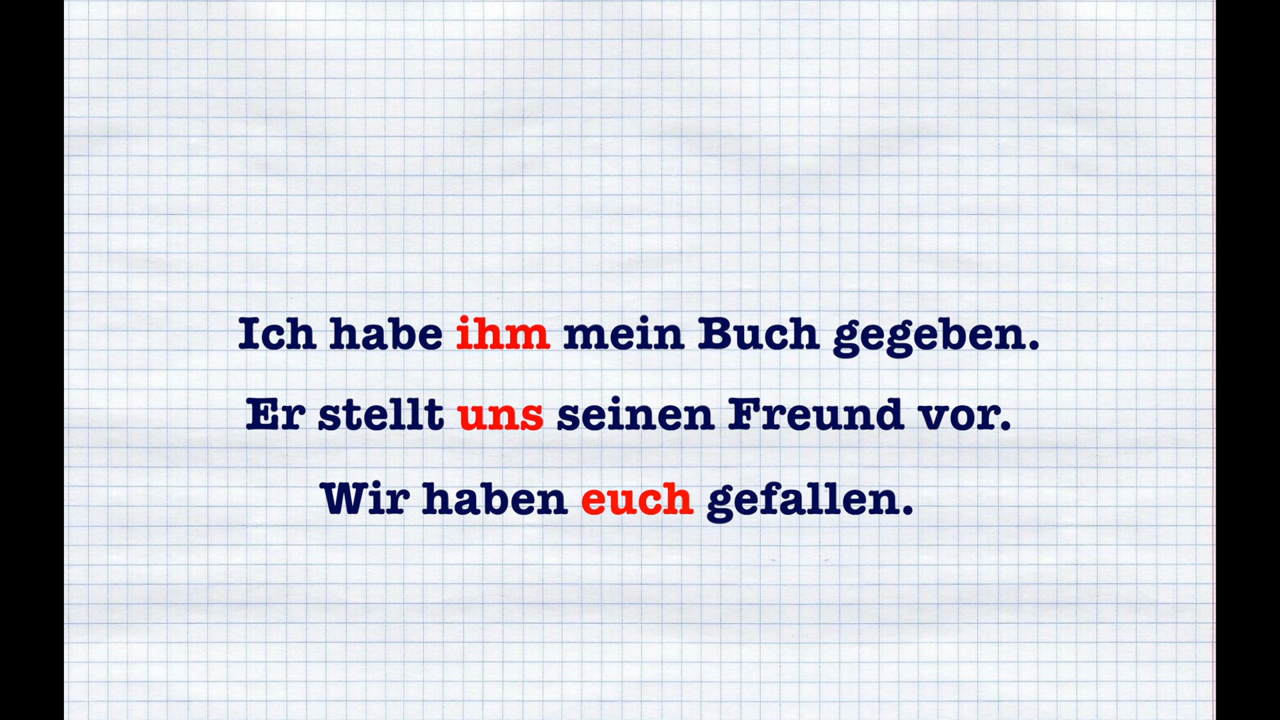 Ich habe ihm mein Buch gegeben.
Er stellt uns seinen Freund vor.
Wir haben euch gefallen.